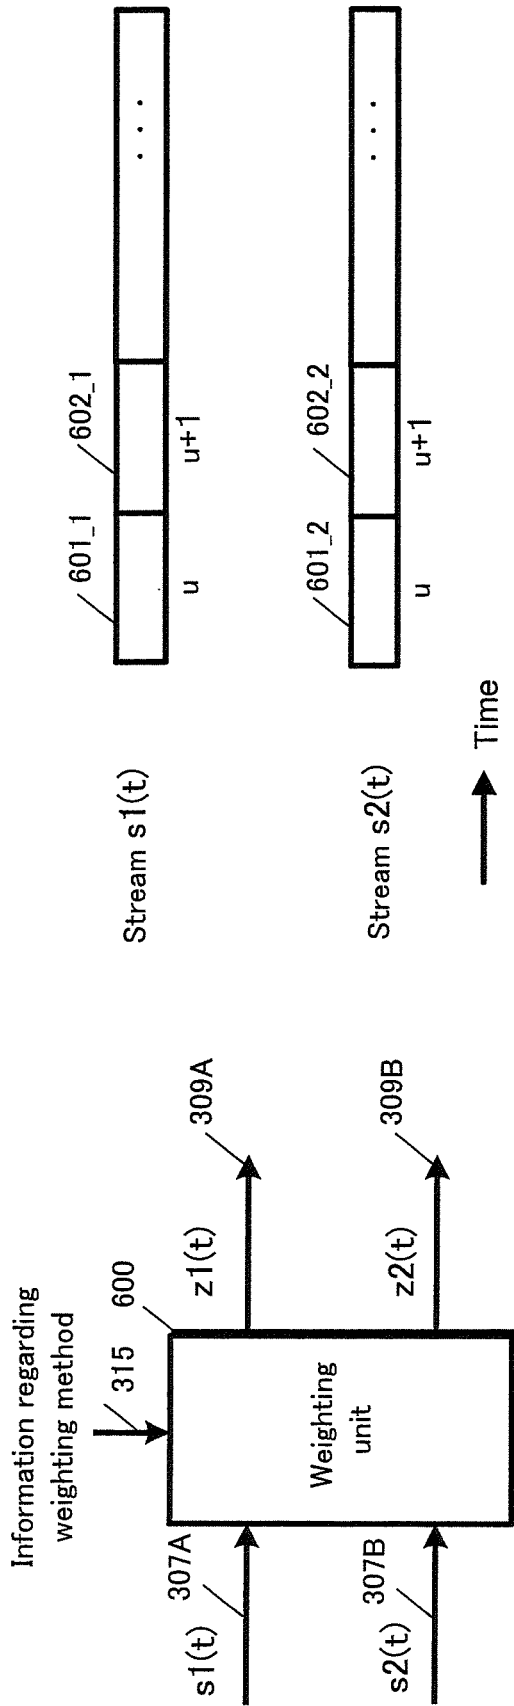 Information regarding
weighting method
315
600
s1(t)
307A
z1(t)
309A
Weighting
unit
s2(t)
307B
z2(t)
309B
Stream s1(t)
601_1
602_1
. . .
u
u+1
Stream s2(t)
601_2
602_2
. . .
u
u+1
Time